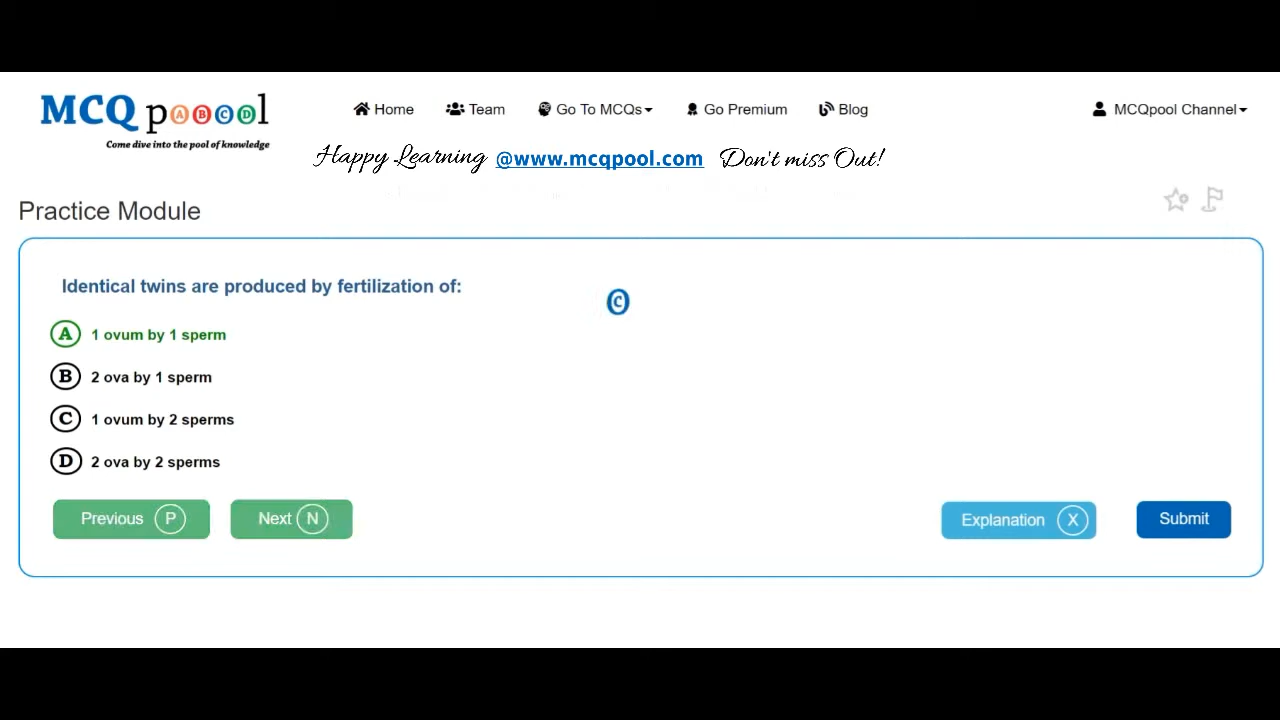 MCQ pooool
Come dive into the pool of knowledge
Home Team Go To MCQs Go Premium Blog MCQpool Channel
Happy Learning @www.mcqpool.com Don't miss Out!
Practice Module
Identical twins are produced by fertilization of:
C
A 1 ovum by 1 sperm
B 2 ova by 1 sperm
C 1 ovum by 2 sperms
D 2 ova by 2 sperms
Previous P Next N Explanation X Submit